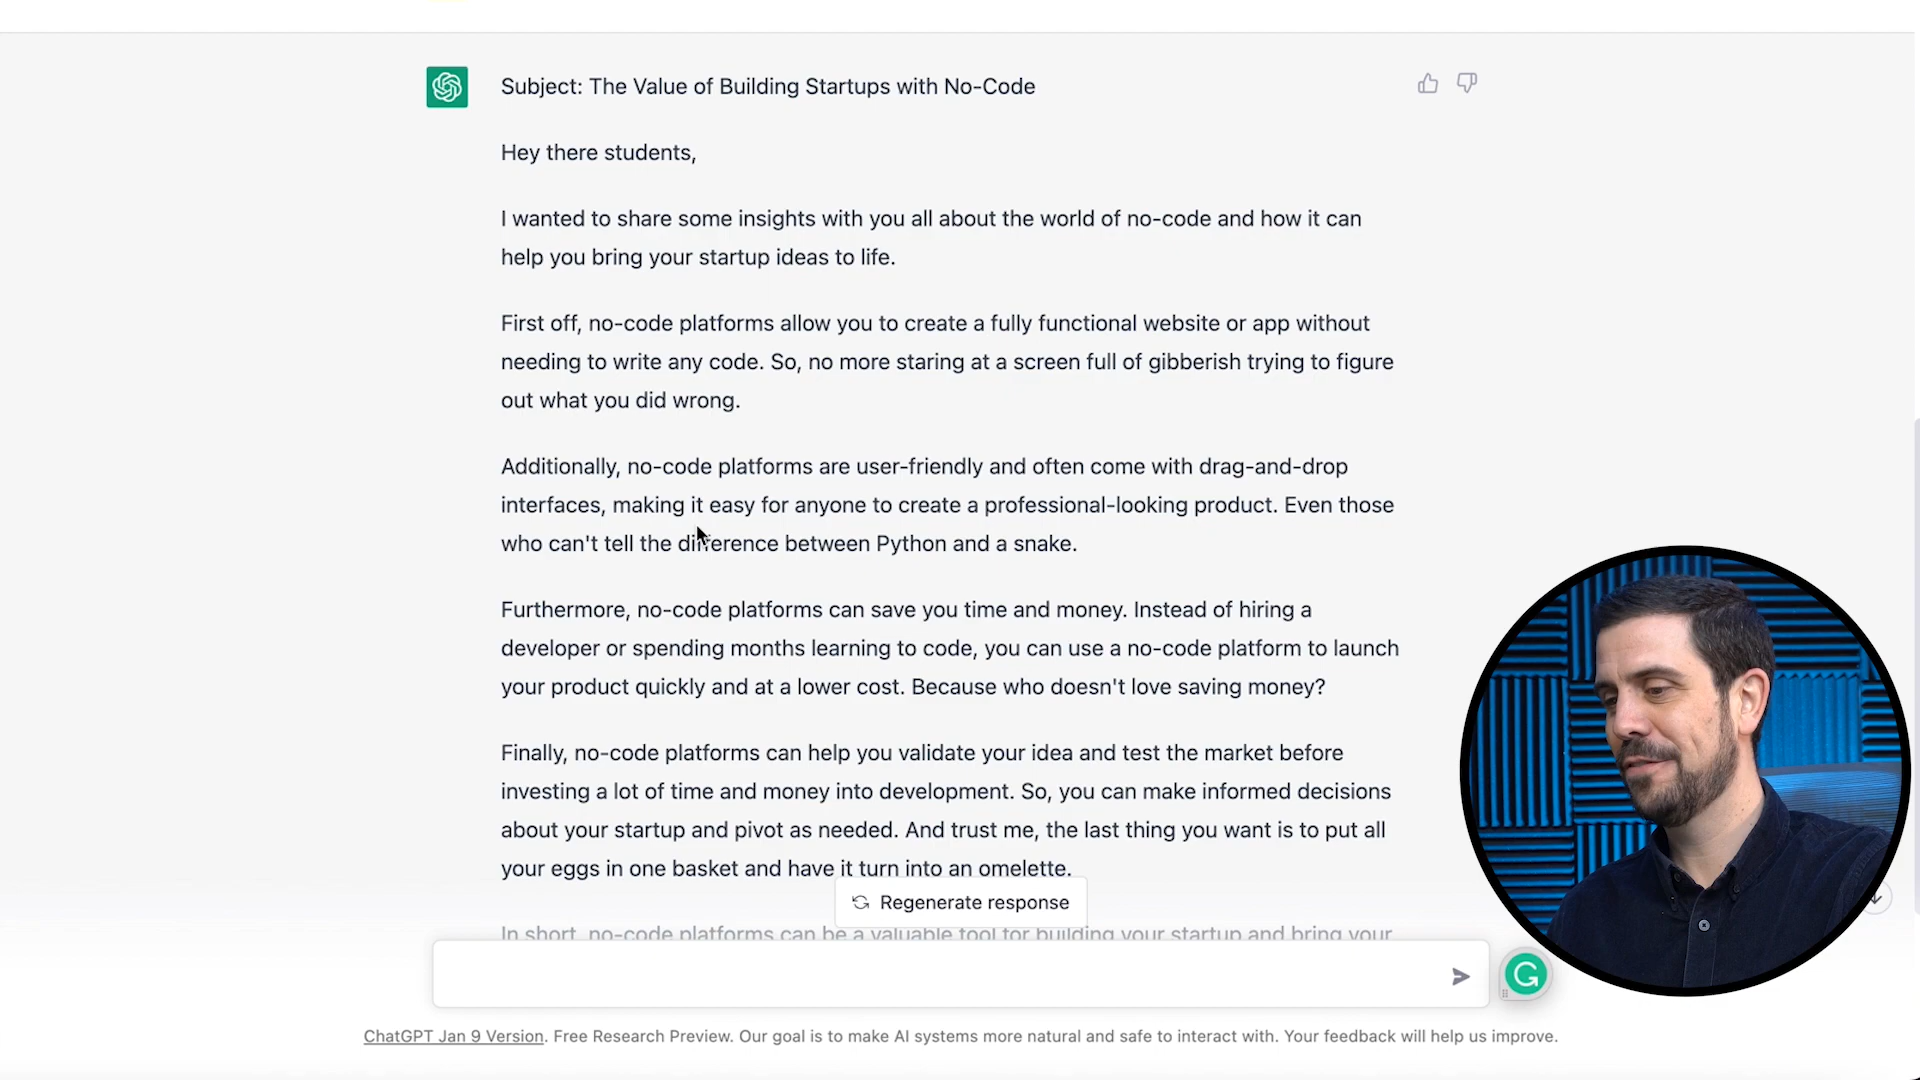 Subject: The Value of Building Startups with No-Code
Hey there students,
I wanted to share some insights with you all about the world of no-code and how it can
help you bring your startup ideas to life.
First off, no-code platforms allow you to create a fully functional website or app without
needing to write any code. So, no more staring at a screen full of gibberish trying to figure
out what you did wrong.
Additionally, no-code platforms are user-friendly and often come with drag-and-drop
interfaces, making it easy for anyone to create a professional-looking product. Even those
who can't tell the difference between Python and a snake.
Furthermore, no-code platforms can save you time and money. Instead of hiring a
developer or spending months learning to code, you can use a no-code platform to launch
your product quickly and at a lower cost. Because who doesn't love saving money?
Finally, no-code platforms can help you validate your idea and test the market before
investing a lot of time and money into development. So, you can make informed decisions
about your startup and pivot as needed. And trust me, the last thing you want is to put all
your eggs in one basket and have it turn into an omelette.
Regenerate response
In short, no-code platforms can be a valuable tool for building your startup and bring your
ChatGPT Jan 9 Version. Free Research Preview. Our goal is to make AI systems more natural and safe to interact with. Your feedback will help us improve.